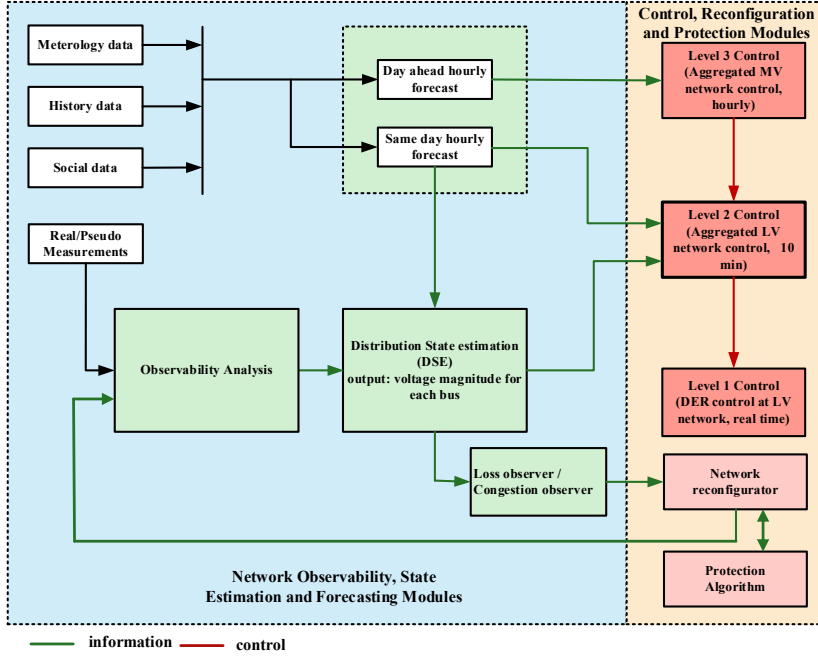 Control, Reconfiguration
and Protection Modules
Meterology data
History data
Social data
Day ahead hourly
forecast
Same day hourly
forecast
Level 3 Control
(Aggregated MV
network control,
hourly)
Real/Pseudo
Measurements
Level 2 Control
(Aggregated LV
network control, 10
min)
Observability Analysis
Distribution State estimation
(DSE)
output: voltage magnitude for
each bus
Level 1 Control
(DER control at LV
network, real time)
Loss observer /
Congestion observer
Network
reconfigurator
Protection
Algorithm
Network Observability, State
Estimation and Forecasting Modules
information
control